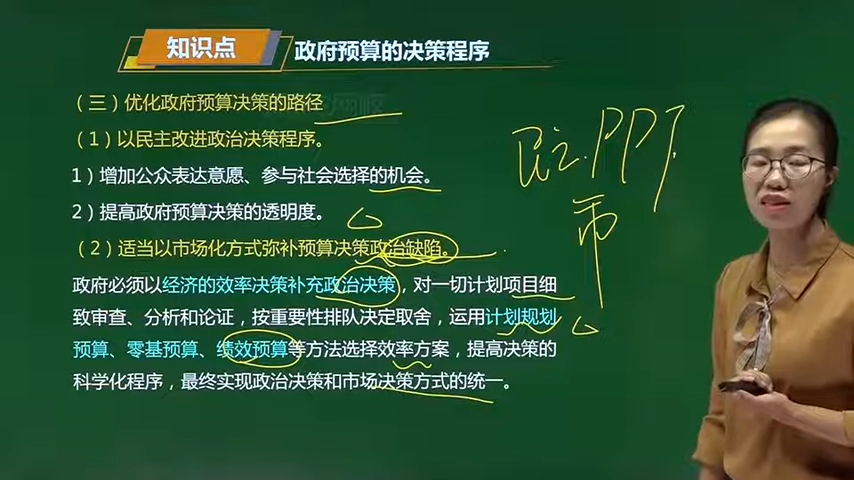 知识点
政府预算的决策程序
（三）优化政府预算决策的路径
（1）以民主改进政治决策程序。
1）增加公众表达意愿、参与社会选择的机会。
2）提高政府预算决策的透明度。
（2）适当以市场化方式弥补预算决策政治缺陷。
政府必须以经济的效率决策补充政治决策，对一切计划项目细
致审查、分析和论证，按重要性排队决定取舍，运用计划规划
预算、零基预算、绩效预算等方法选择效率方案，提高决策的
科学化程序，最终实现政治决策和市场决策方式的统一。
民主.PPT
市